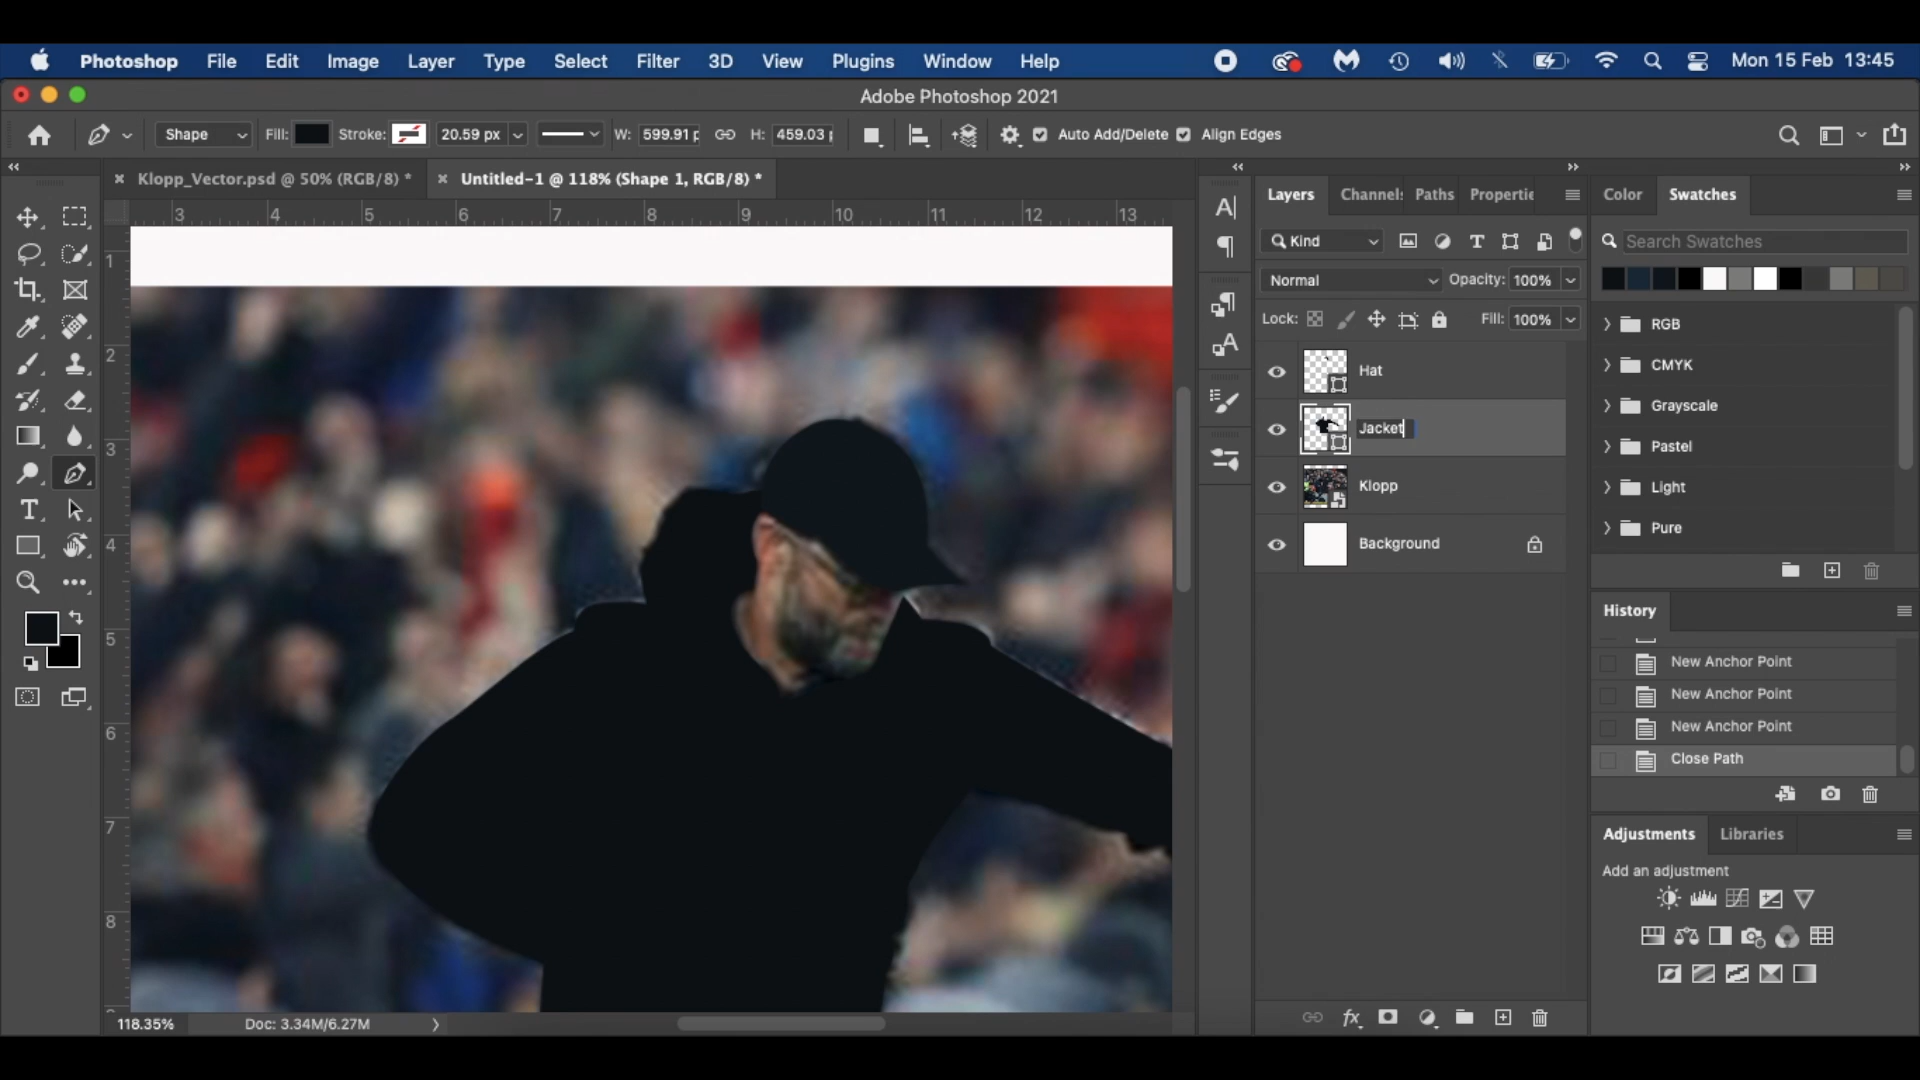 Photoshop File Edit Image Layer Type Select Filter 3D View Plugins Window Help Mon 15 Feb 13:45
Adobe Photoshop 2021
Shape Fill: Stroke: 20.59 px W: 599.91 p H: 459.03 Auto Add/Delete Align Edges
Klopp_Vector.psd @ 50% (RGB/8) * Untitled-1 @ 118% (Shape 1, RGB/8) *
3 4 5 6 7 8 9 10 11 12 13
1
2
3
4
5
6
7
8
118.35% Doc: 3.34M/6.27M
Layers Channels Paths Propertie
Kind
Normal Opacity: 100%
Lock: Fill: 100%
Hat
Jacket
Klopp
Background
fx
Color Swatches
Search Swatches
RGB
CMYK
Grayscale
Pastel
Light
Pure
History
New Anchor Point
New Anchor Point
New Anchor Point
Close Path
Adjustments Libraries
Add an adjustment